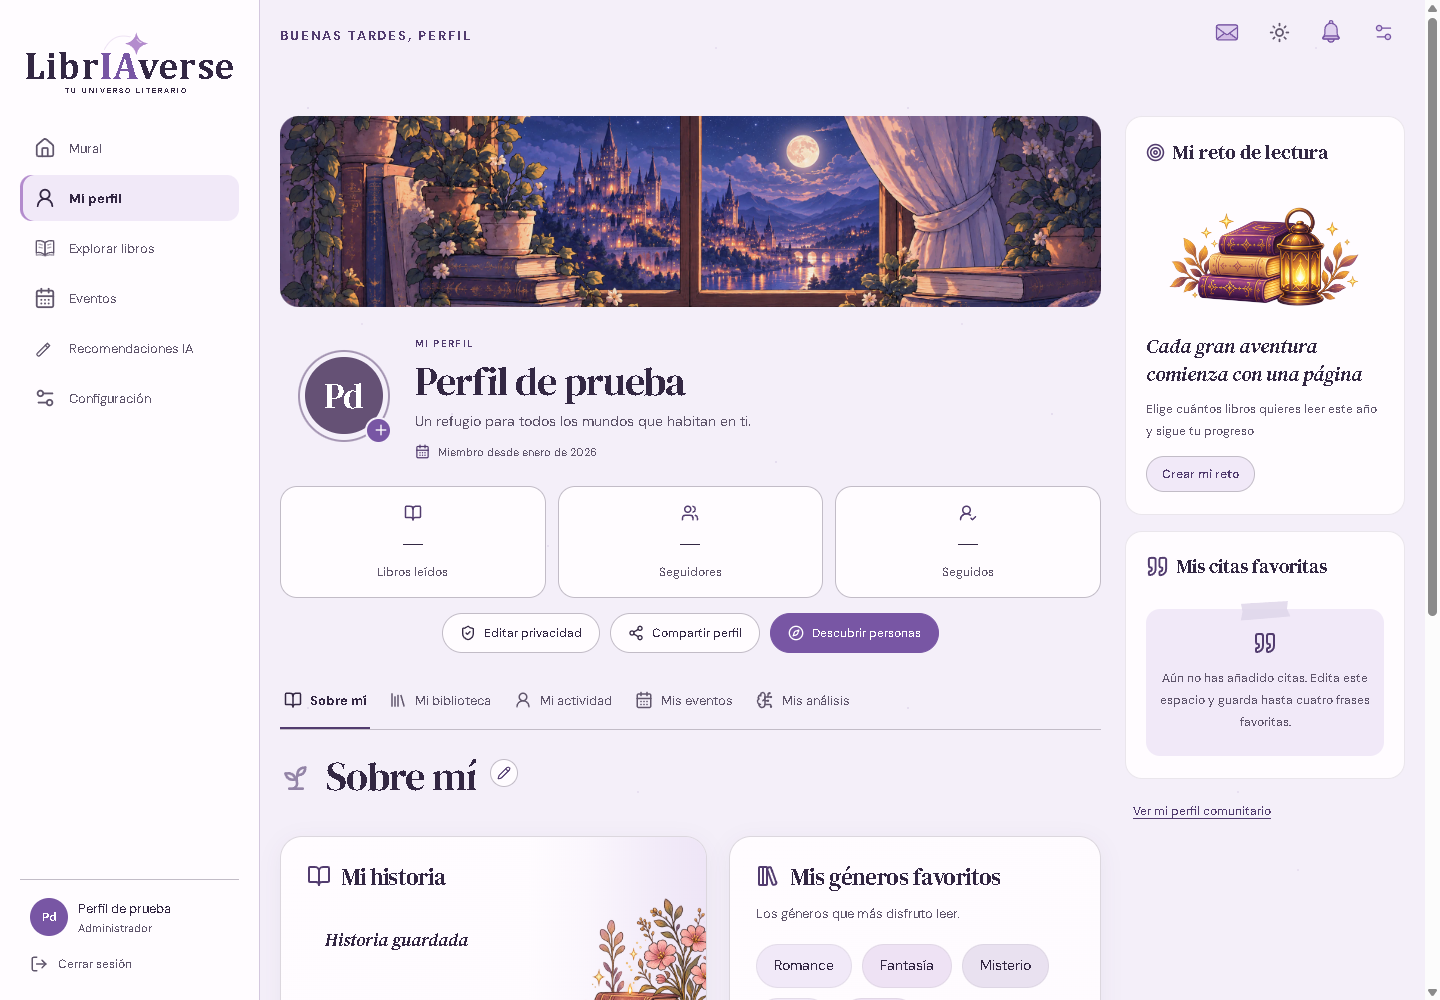 LibrIAverse
TU UNIVERSO LITERARIO
Mural
Mi perfil
Explorar libros
Eventos
Recomendaciones IA
Configuración
Pd
Perfil de prueba
Administrador
Cerrar sesión
BUENAS TARDES, PERFIL
Pd
MI PERFIL
Perfil de prueba
Un refugio para todos los mundos que habitan en ti.
Miembro desde enero de 2026
—
Libros leídos
—
Seguidores
—
Seguidos
Editar privacidad
Compartir perfil
Descubrir personas
Sobre mí
Mi biblioteca
Mi actividad
Mis eventos
Mis análisis
Sobre mí
Mi historia
Historia guardada
Mis géneros favoritos
Los géneros que más disfruto leer.
Romance
Fantasía
Misterio
Mi reto de lectura
Cada gran aventura
comienza con una página
Elige cuántos libros quieres leer este año
y sigue tu progreso
Crear mi reto
Mis citas favoritas
Aún no has añadido citas. Edita este
espacio y guarda hasta cuatro frases
favoritas.
Ver mi perfil comunitario